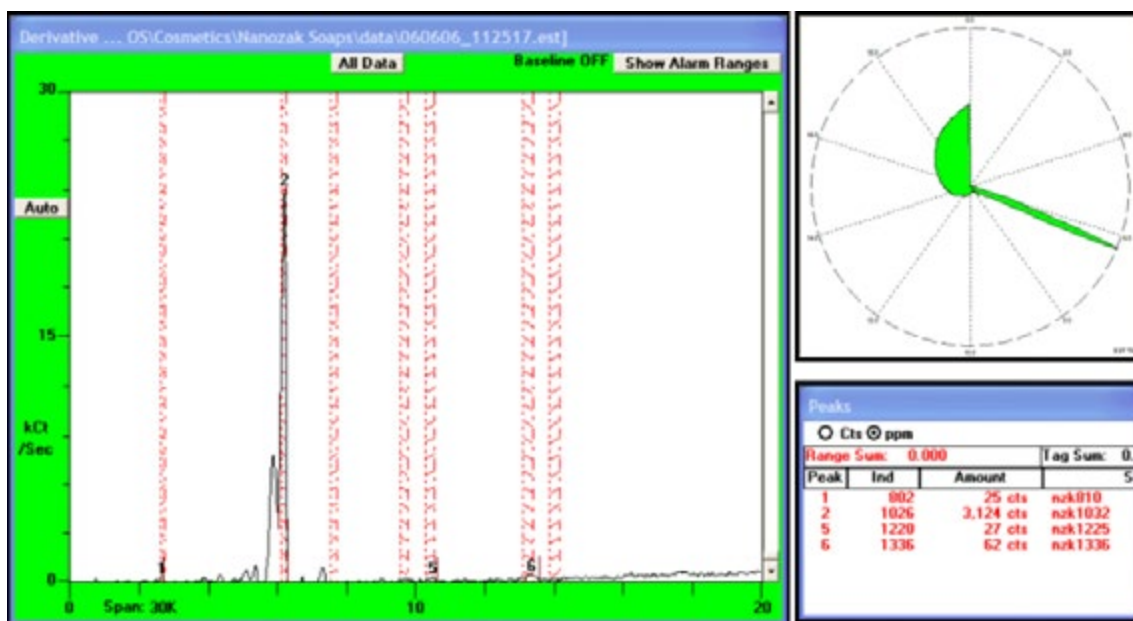 Derivative ... OS\Cosmetics\Nanozak Soaps\data\060606_112517.est]
All Data
Baseline OFF
Show Alarm Ranges
30
2
Auto
15
kCt
/Sec
1
5
6
0
0
Span: 30K
10
20
Peaks
Cts ppm
Range Sum: 0.000 Tag Sum: 0.
Peak Ind Amount S
1 802 25 cts nzk810
2 1026 3,124 cts nzk1032
5 1220 27 cts nzk1225
6 1336 62 cts nzk1336